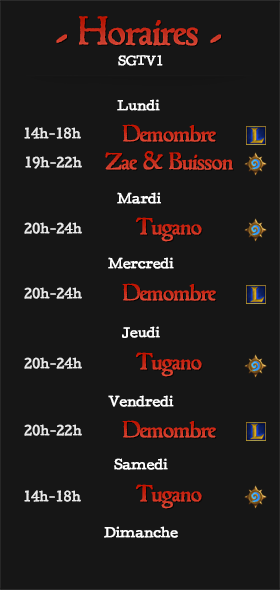 - Horaires -
SGTV1
Lundi
14h-18h Demombre L
19h-22h Zae & Buisson
Mardi
20h-24h Tugano
Mercredi
20h-24h Demombre L
Jeudi
20h-24h Tugano
Vendredi
20h-22h Demombre L
Samedi
14h-18h Tugano
Dimanche